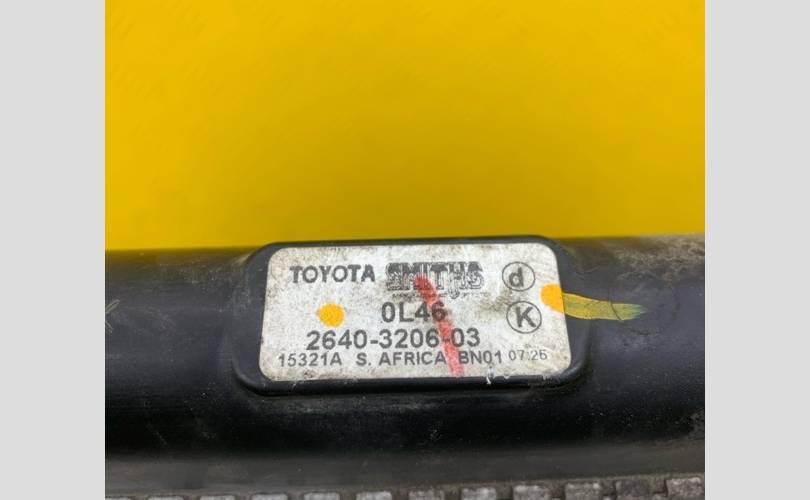 TOYOTA SMITHS d
0L46 K
2640-3206-03
15321A S. AFRICA BN01 07:26